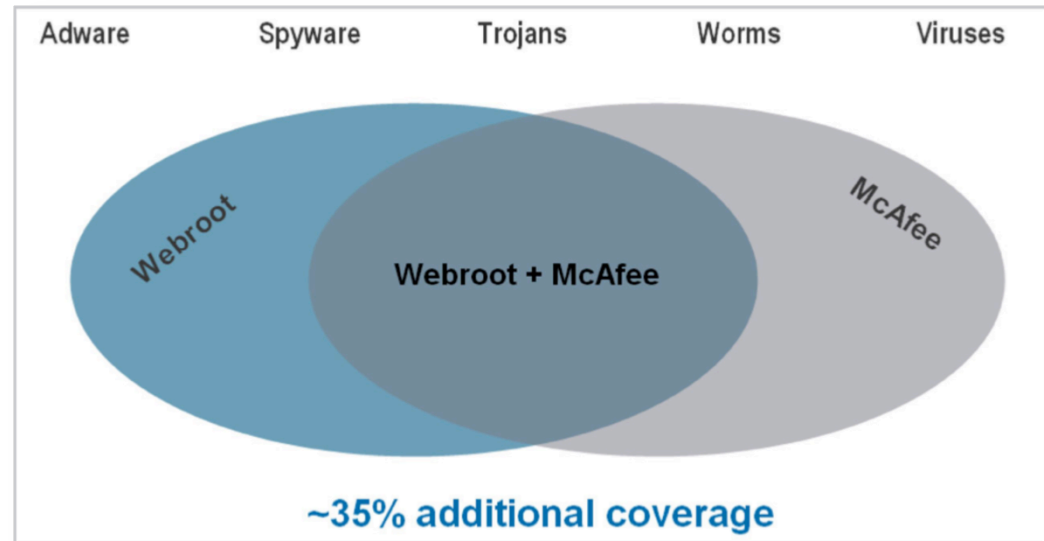 Adware Spyware Trojans Worms Viruses
Webroot
McAfee
Webroot + McAfee
~35% additional coverage